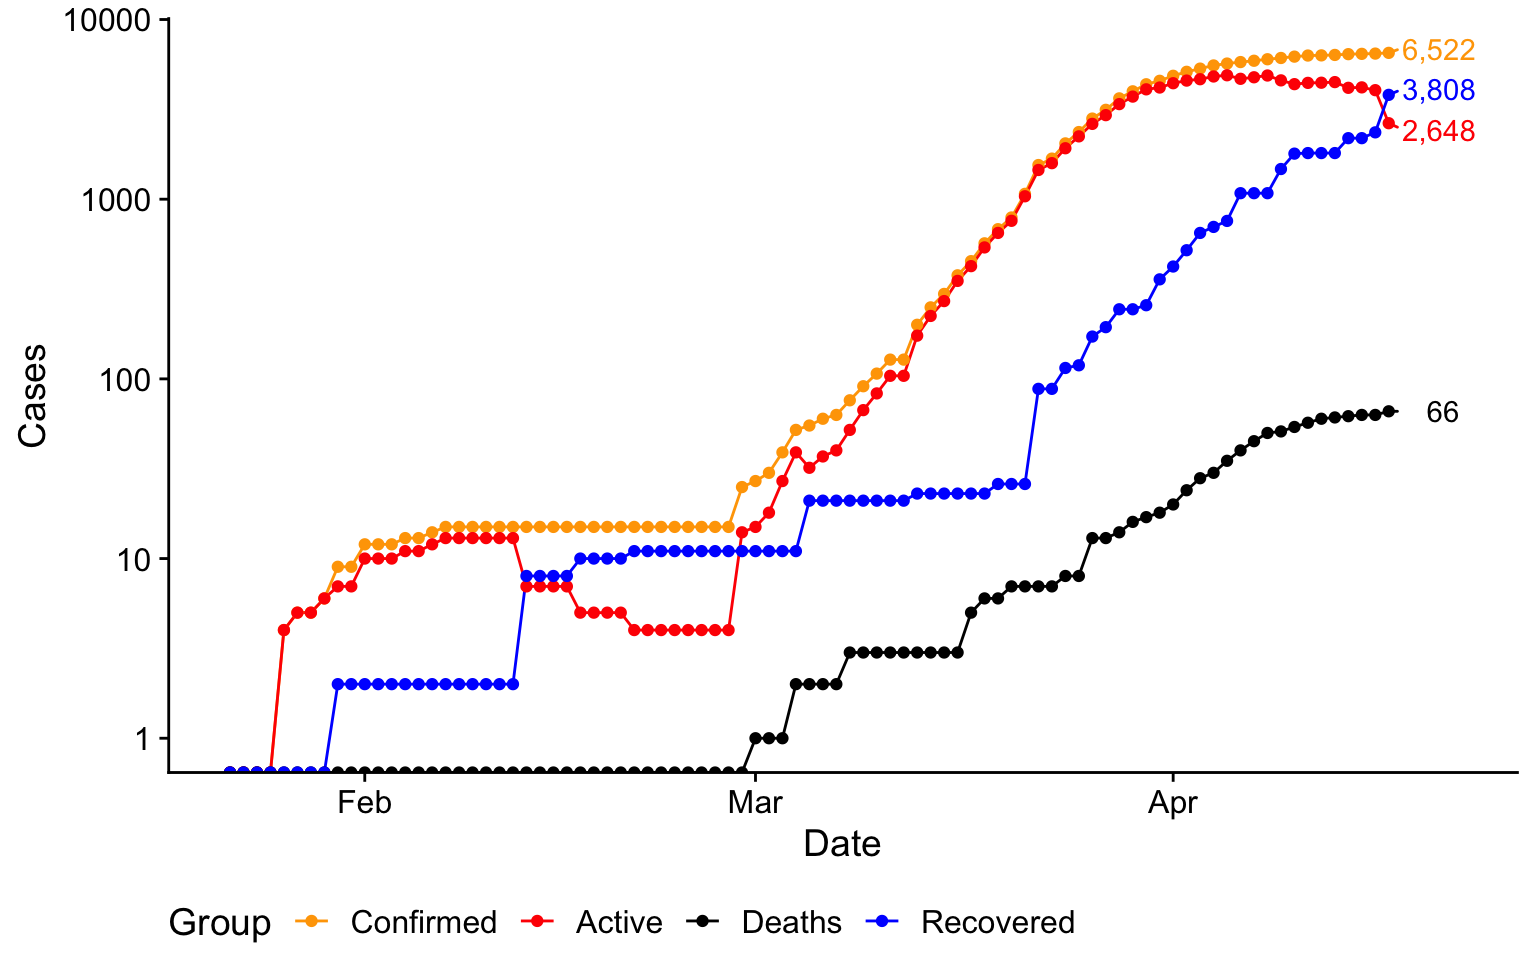 10000
1000
100
10
1
Cases
6,522
3,808
2,648
66
Feb Mar Apr
Date
Group Confirmed Active Deaths Recovered